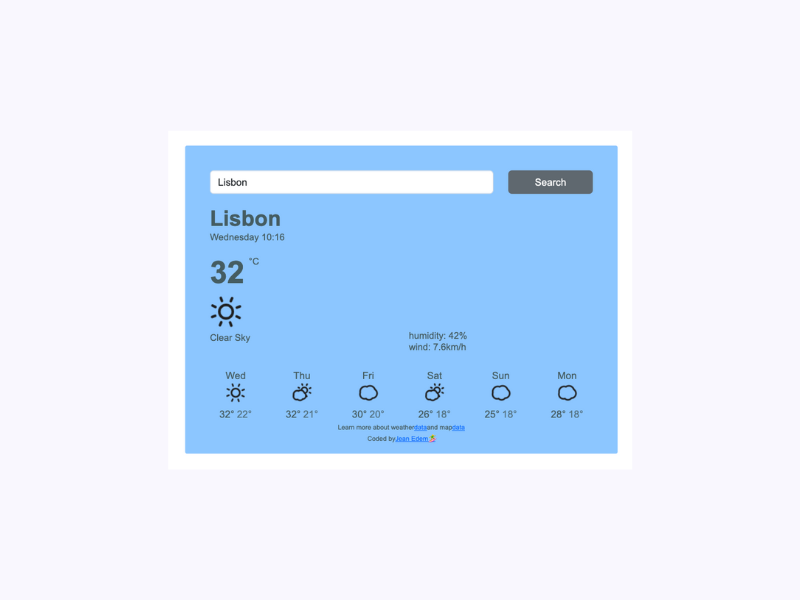 Lisbon Search
Lisbon
Wednesday 10:16
32 °C
Clear Sky
humidity: 42%
wind: 7.6km/h
Wed Thu Fri Sat Sun Mon
32° 22° 32° 21° 30° 20° 26° 18° 25° 18° 28° 18°
Learn more about weatherdataand mapdata
Coded byJoan Edem